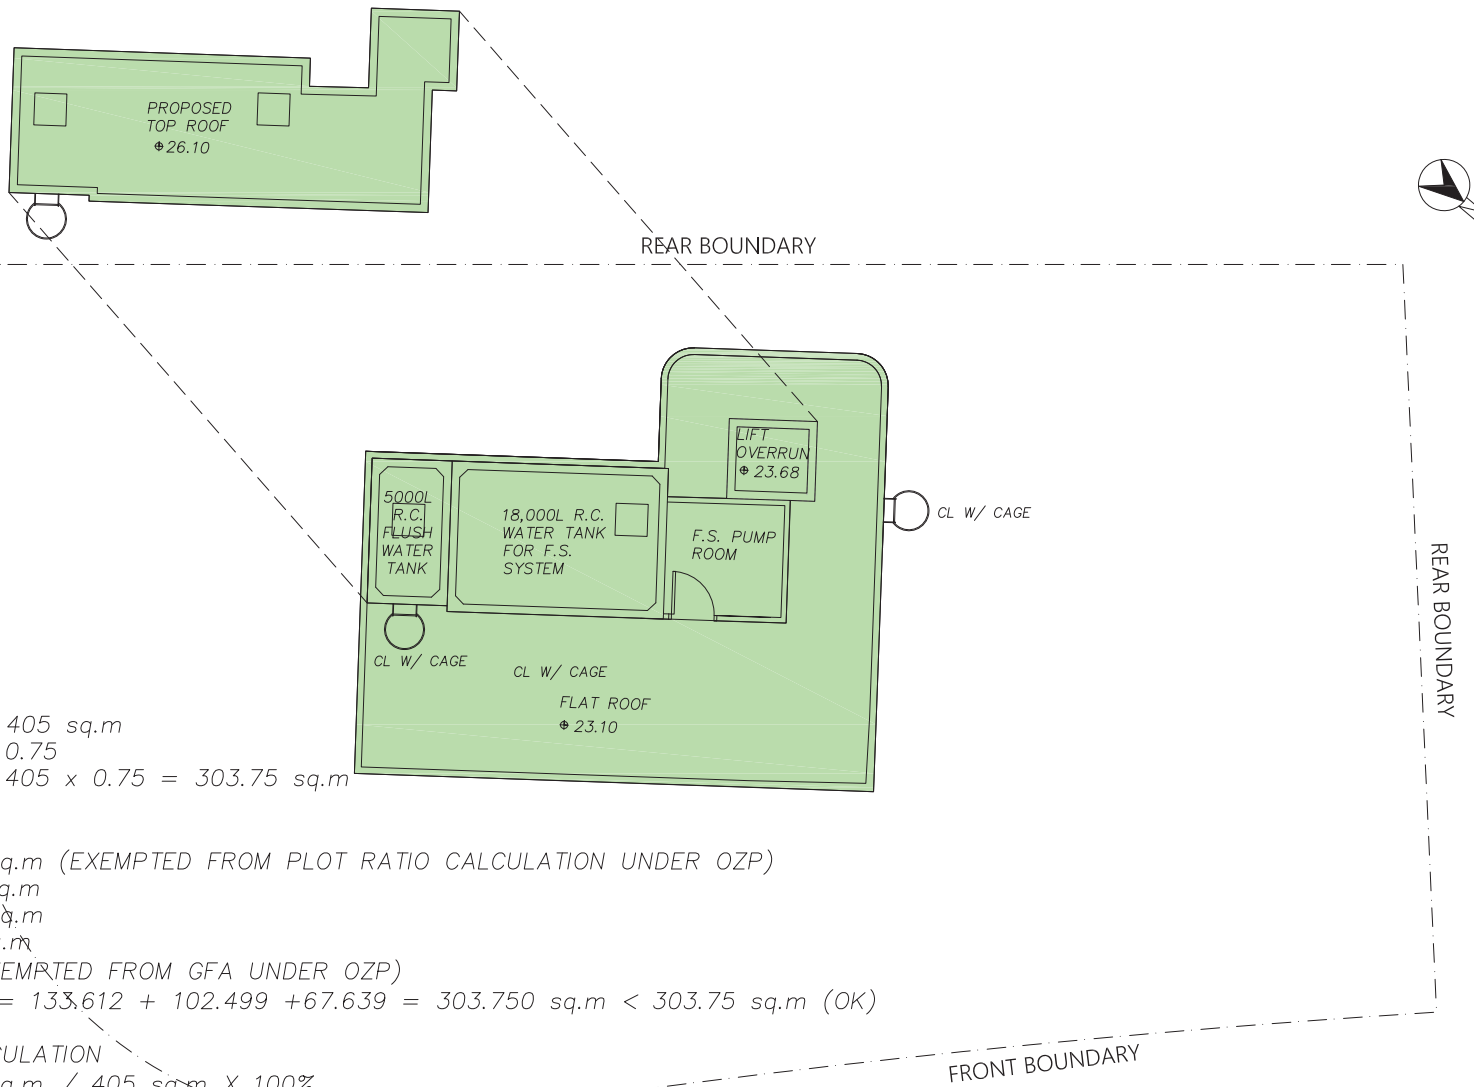 PROPOSED
TOP ROOF
26.10
REAR BOUNDARY
LIFT
OVERRUN
23.68
5000L
R.C.
FLUSH
WATER
TANK
18,000L R.C.
WATER TANK
FOR F.S.
SYSTEM
F.S. PUMP
ROOM
CL W/ CAGE
REAR BOUNDARY
CL W/ CAGE
CL W/ CAGE
FLAT ROOF
23.10
405 sq.m
0.75
405 x 0.75 = 303.75 sq.m
q.m (EXEMPTED FROM PLOT RATIO CALCULATION UNDER OZP)
q.m
q.m
.m
EMPTED FROM GFA UNDER OZP)
= 133.612 + 102.499 +67.639 = 303.750 sq.m < 303.75 sq.m (OK)
CULATION
q.m / 405 sq.m X 100%
FRONT BOUNDARY